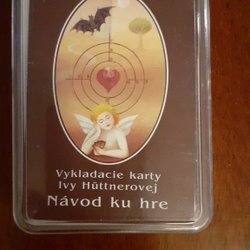 Vykladacie karty
Ivy Hüttnerovej
Návod ku hre